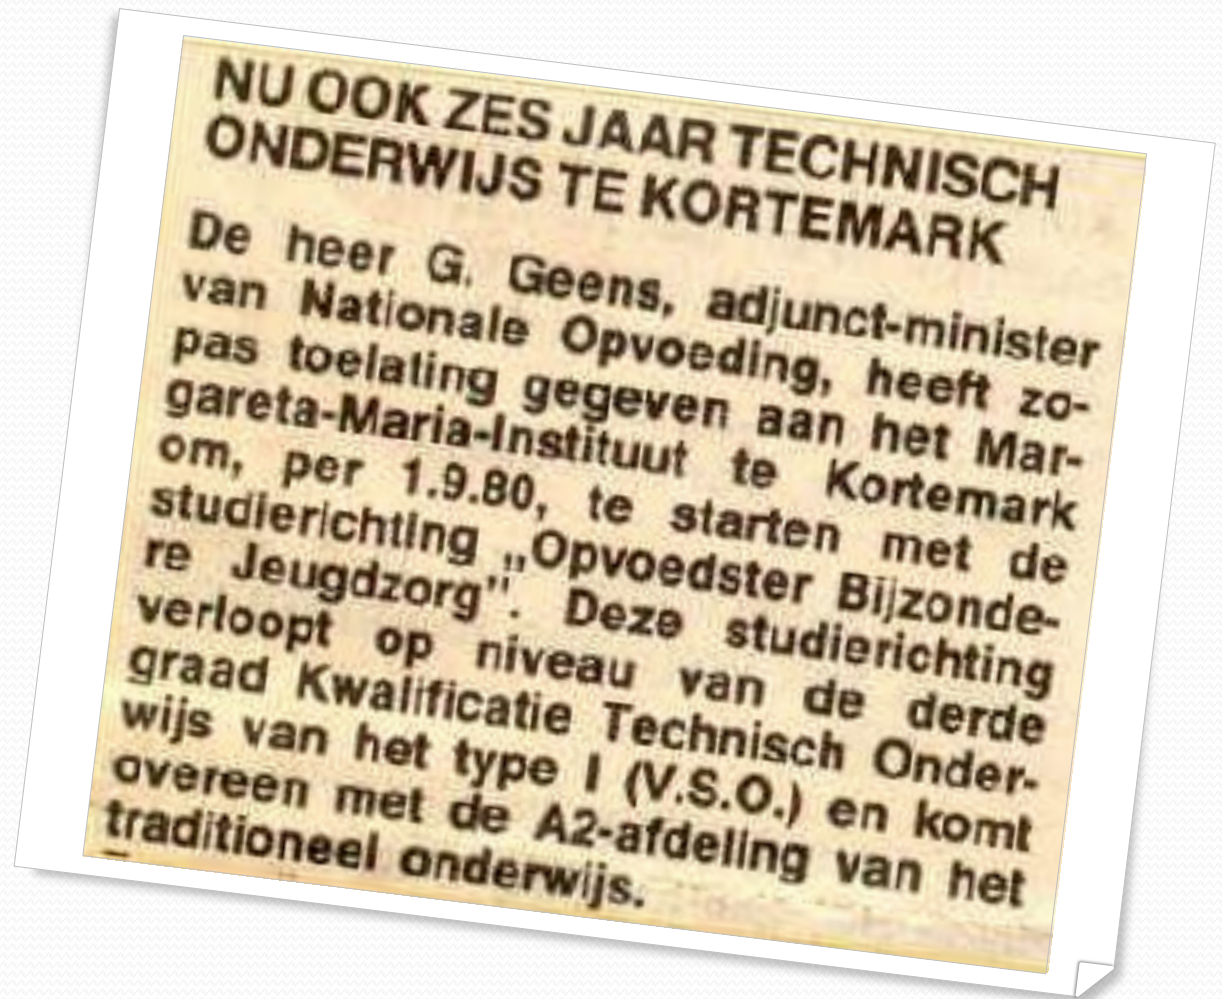 NU OOK ZES JAAR TECHNISCH
ONDERWIJS TE KORTEMARK
De heer G. Geens, adjunct-minister
van Nationale Opvoeding, heeft zo-
pas toelating gegeven aan het Mar-
gareta-Maria-Instituut te Kortemark
om, per 1.9.80, te starten met de
studierichting „Opvoedster Bijzonde-
re Jeugdzorg". Deze studierichting
verloopt op niveau van de derde
graad Kwalificatie Technisch Onder-
wijs van het type I (V.S.O.) en komt
overeen met de A2-afdeling van het
traditioneel onderwijs.